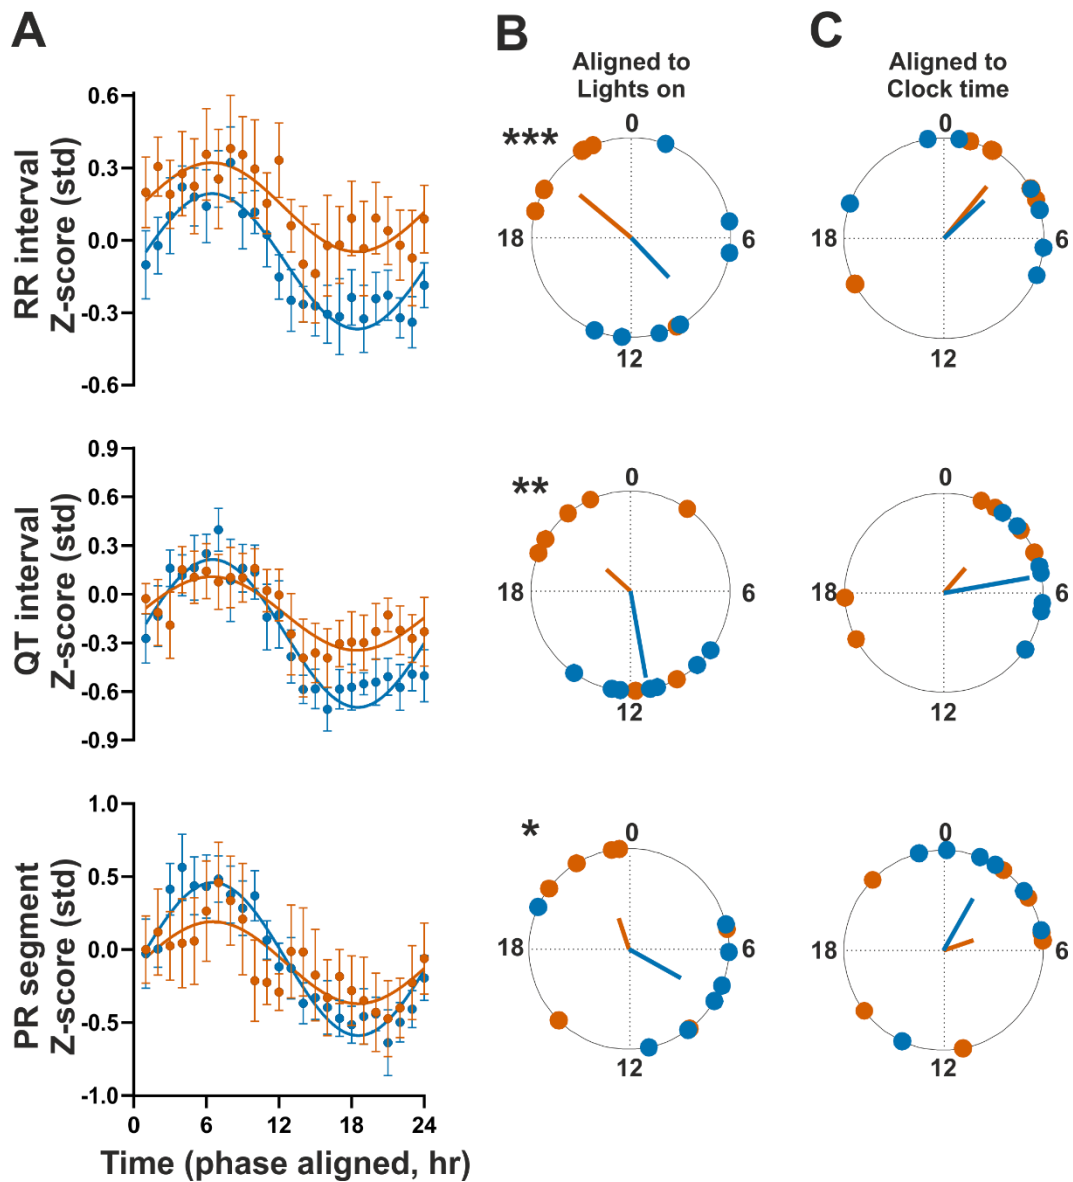 A
B
C
Aligned to
Lights on
Aligned to
Clock time
RR interval
Z-score (std)
0.6
0.3
0.0
-0.3
-0.6
***
0
6
12
18
0
6
12
18
QT interval
Z-score (std)
0.9
0.6
0.3
0.0
-0.3
-0.6
-0.9
**
0
6
12
18
0
6
12
18
PR segment
Z-score (std)
1.0
0.5
0.0
-0.5
-1.0
*
0
6
12
18
0
6
12
18
0 6 12 18 24
Time (phase aligned, hr)